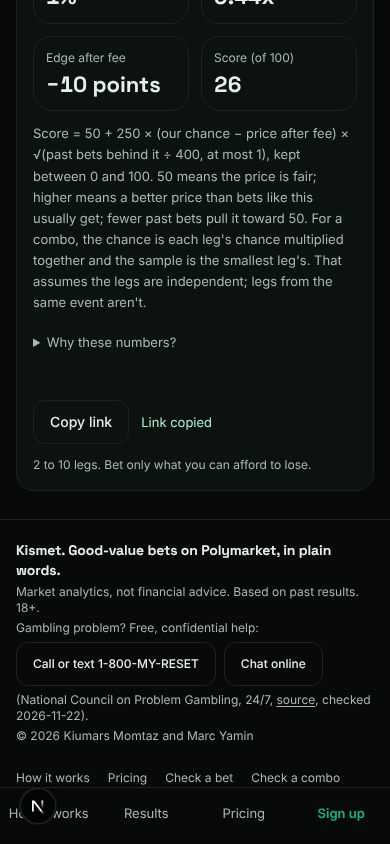 Edge after fee
−10 points
Score (of 100)
26
Score = 50 + 250 × (our chance − price after fee) ×
√(past bets behind it ÷ 400, at most 1), kept
between 0 and 100. 50 means the price is fair;
higher means a better price than bets like this
usually get; fewer past bets pull it toward 50. For a
combo, the chance is each leg's chance multiplied
together and the sample is the smallest leg's. That
assumes the legs are independent; legs from the
same event aren't.
▶ Why these numbers?
Copy link
Link copied
2 to 10 legs. Bet only what you can afford to lose.
Kismet. Good-value bets on Polymarket, in plain
words.
Market analytics, not financial advice. Based on past results.
18+.
Gambling problem? Free, confidential help:
Call or text 1-800-MY-RESET
Chat online
(National Council on Problem Gambling, 24/7, source, checked
2026-11-22).
© 2026 Kiumars Momtaz and Marc Yamin
How it works Pricing Check a bet Check a combo
N
works Results Pricing Sign up